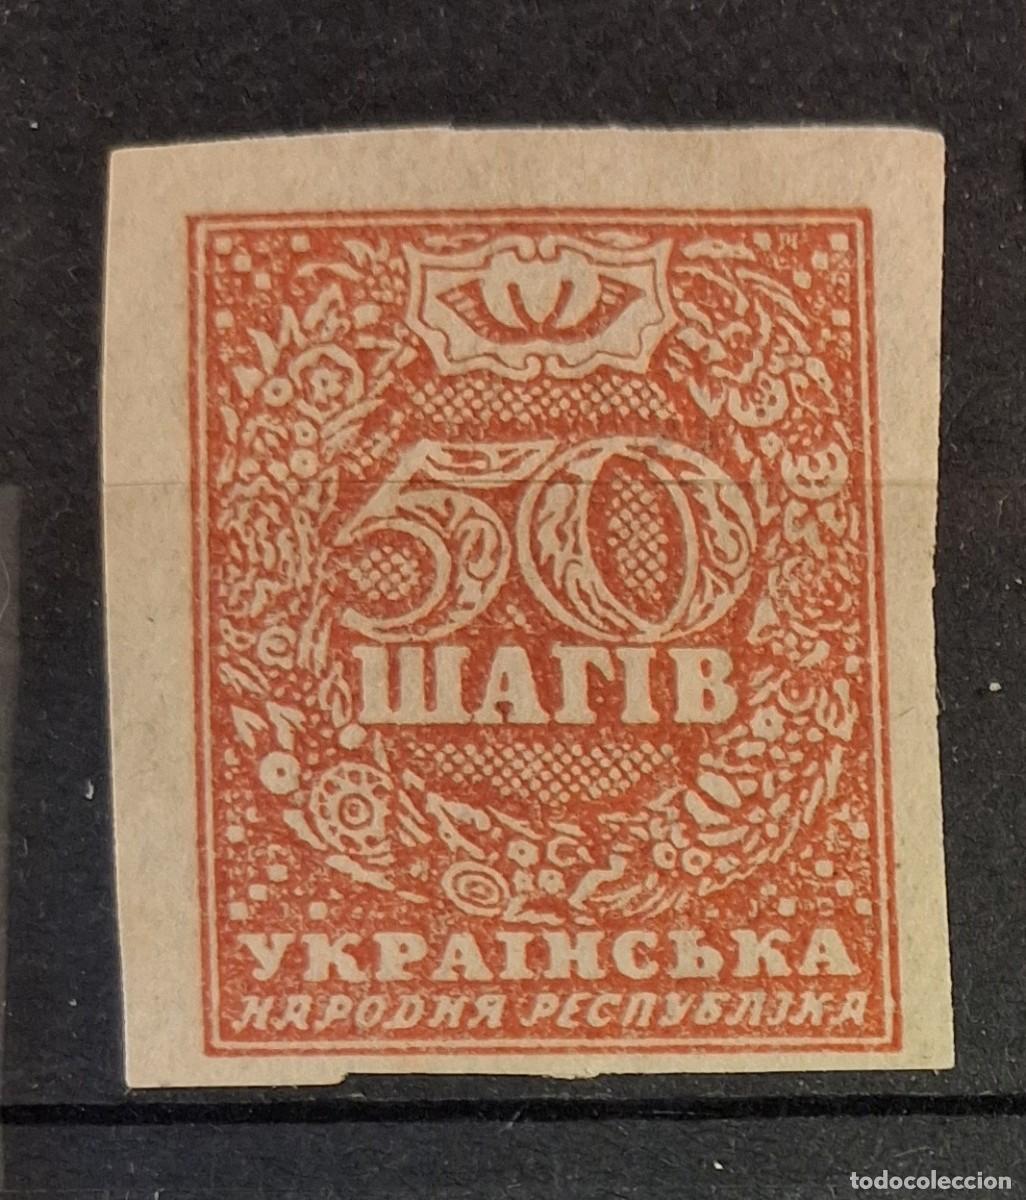 50
ШАГІВ
УКРАЇНСЬКА
НАРОДНЯ РЕСПУБЛІКА
todocoleccion